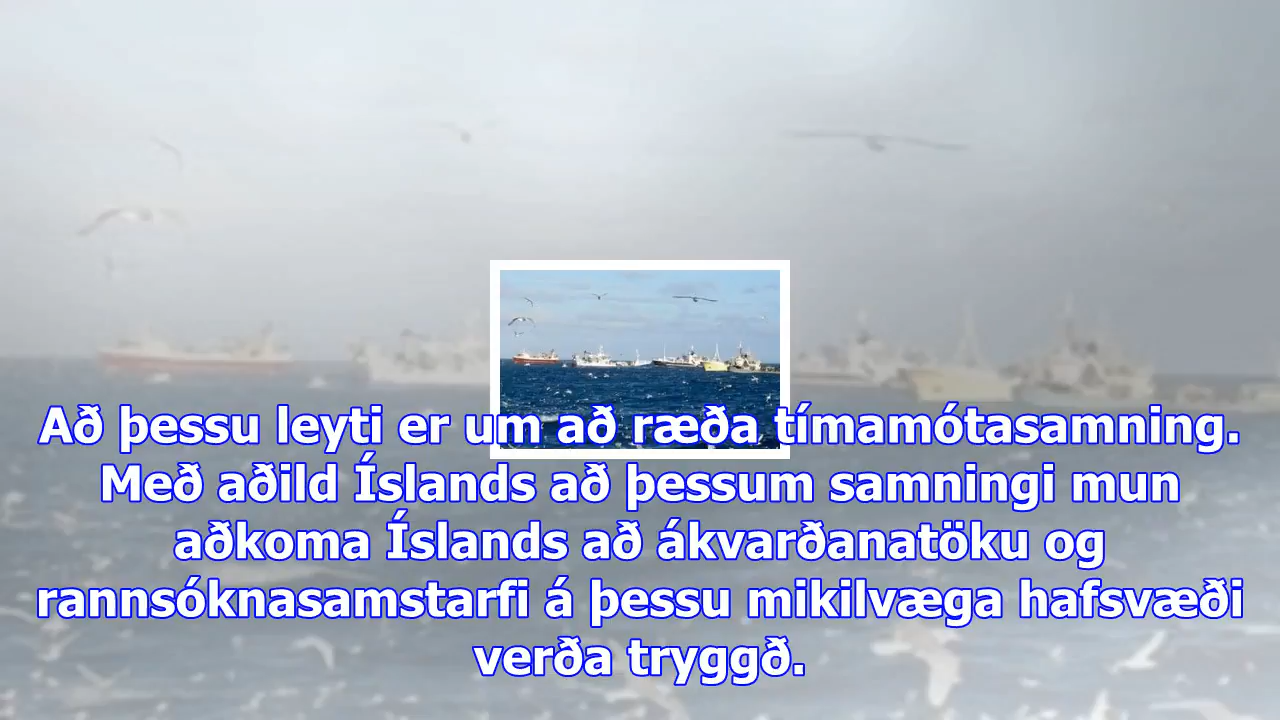 Að þessu leyti er um að ræða tímamótasamning.
Með aðild Íslands að þessum samningi mun
aðkoma Íslands að ákvarðanatöku og
rannsóknasamstarfi á þessu mikilvæga hafsvæði
verða tryggð.